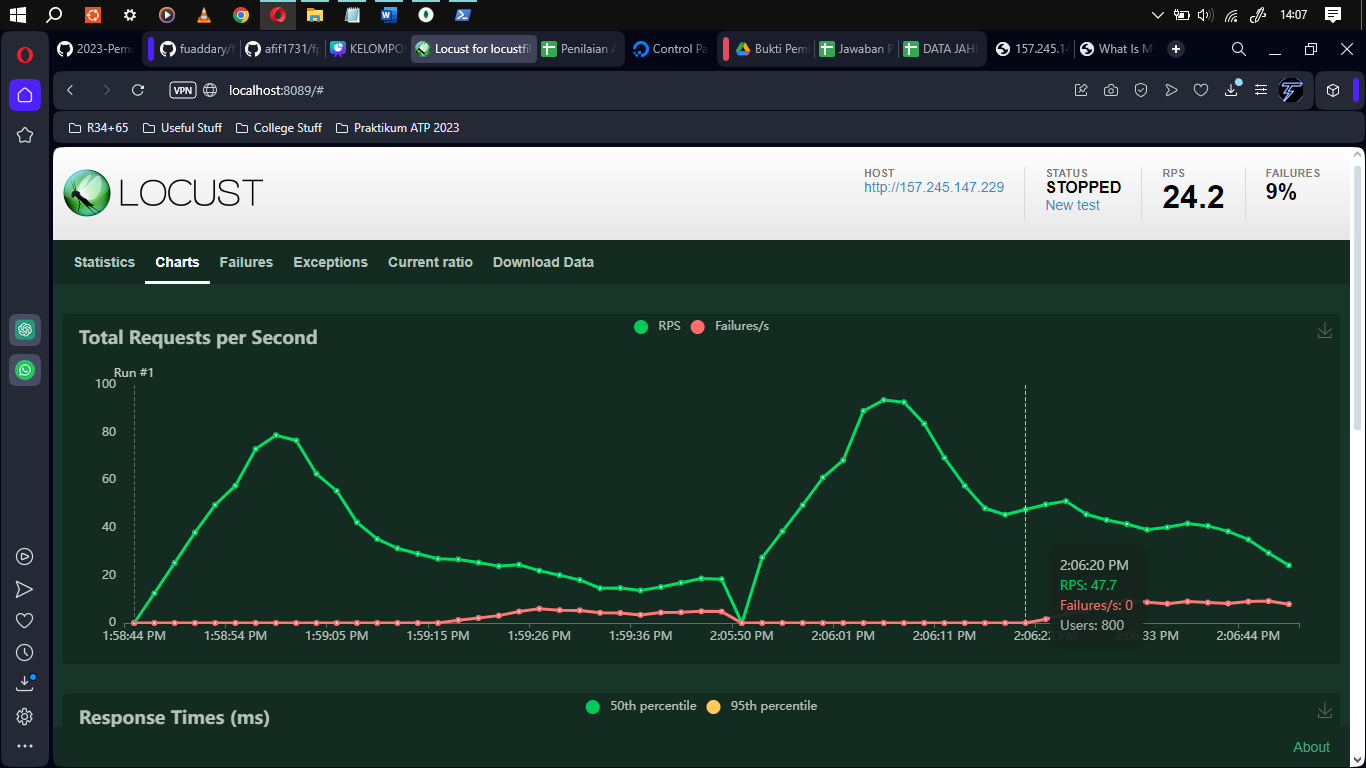 14:07
2023-Pem
fuaddary/f
afif1731/fp
KELOMPO
Locust for locustfil
Penilaian A
Control Pa
Bukti Pem
Jawaban P
DATA JAHI
157.245.14
What Is M
VPN
localhost:8089/#
R34+65
Useful Stuff
College Stuff
Praktikum ATP 2023
LOCUST
HOST
http://157.245.147.229
STATUS
STOPPED
New test
RPS
24.2
FAILURES
9%
Statistics
Charts
Failures
Exceptions
Current ratio
Download Data
Total Requests per Second
RPS
Failures/s
Run #1
100
80
60
40
20
0
2:06:20 PM
RPS: 47.7
Failures/s: 0
Users: 800
1:58:44 PM
1:58:54 PM
1:59:05 PM
1:59:15 PM
1:59:26 PM
1:59:36 PM
2:05:50 PM
2:06:01 PM
2:06:11 PM
2:06:22 PM
2:06:33 PM
2:06:44 PM
Response Times (ms)
50th percentile
95th percentile
About